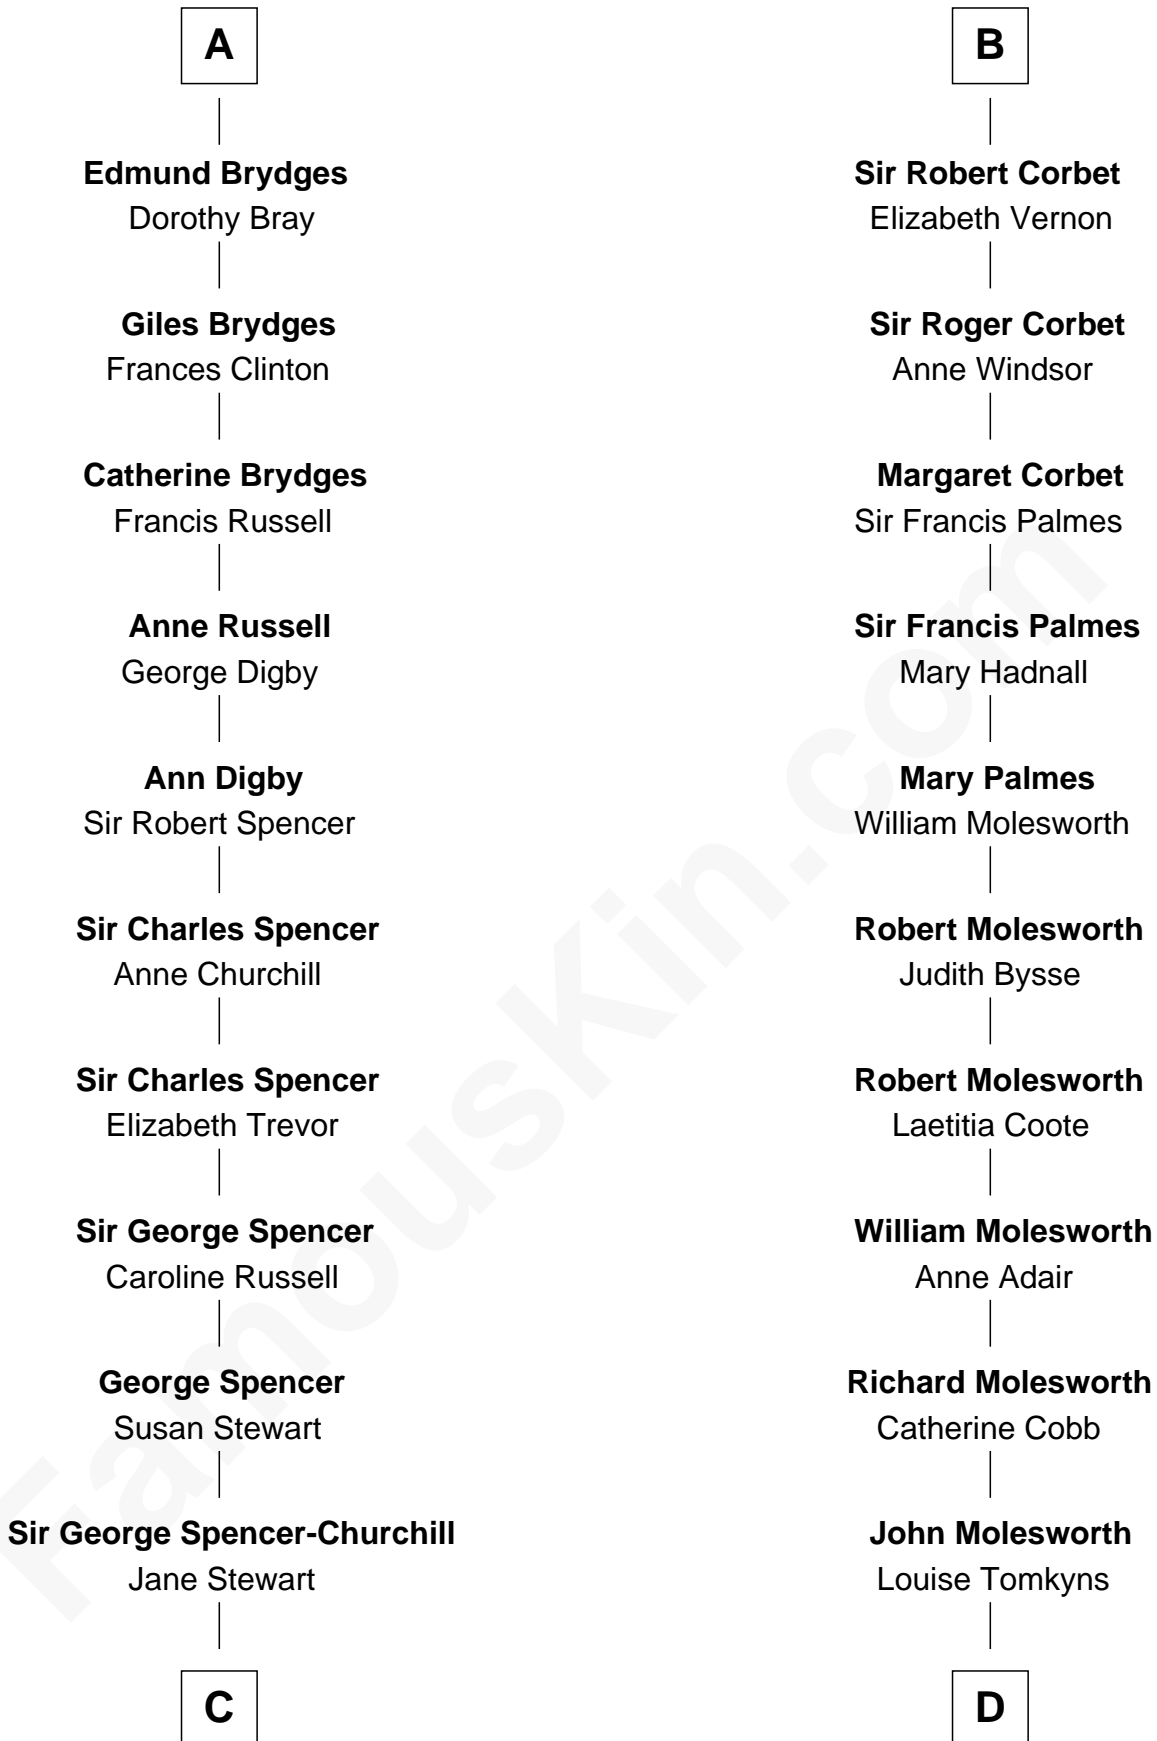 A
Edmund Brydges
Dorothy Bray
Giles Brydges
Frances Clinton
Catherine Brydges
Francis Russell
Anne Russell
George Digby
Ann Digby
Sir Robert Spencer
Sir Charles Spencer
Anne Churchill
Sir Charles Spencer
Elizabeth Trevor
Sir George Spencer
Caroline Russell
George Spencer
Susan Stewart
Sir George Spencer-Churchill
Jane Stewart
C
B
Sir Robert Corbet
Elizabeth Vernon
Sir Roger Corbet
Anne Windsor
Margaret Corbet
Sir Francis Palmes
Sir Francis Palmes
Mary Hadnall
Mary Palmes
William Molesworth
Robert Molesworth
Judith Bysse
Robert Molesworth
Laetitia Coote
William Molesworth
Anne Adair
Richard Molesworth
Catherine Cobb
John Molesworth
Louise Tomkyns
D
FamousKin.com